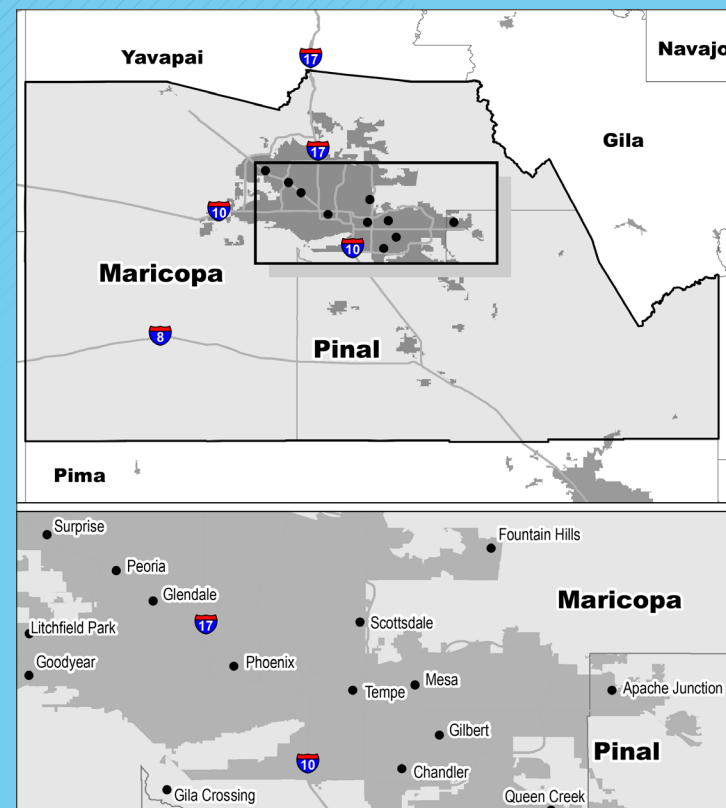 Yavapai
17
Navajo
Gila
17
10
10
Maricopa
8
Pinal
Pima
Surprise
Fountain Hills
Peoria
Glendale
Maricopa
17
Scottsdale
Litchfield Park
Goodyear
Phoenix
Mesa
Tempe
Apache Junction
Gilbert
Pinal
10
Chandler
Gila Crossing
Queen Creek